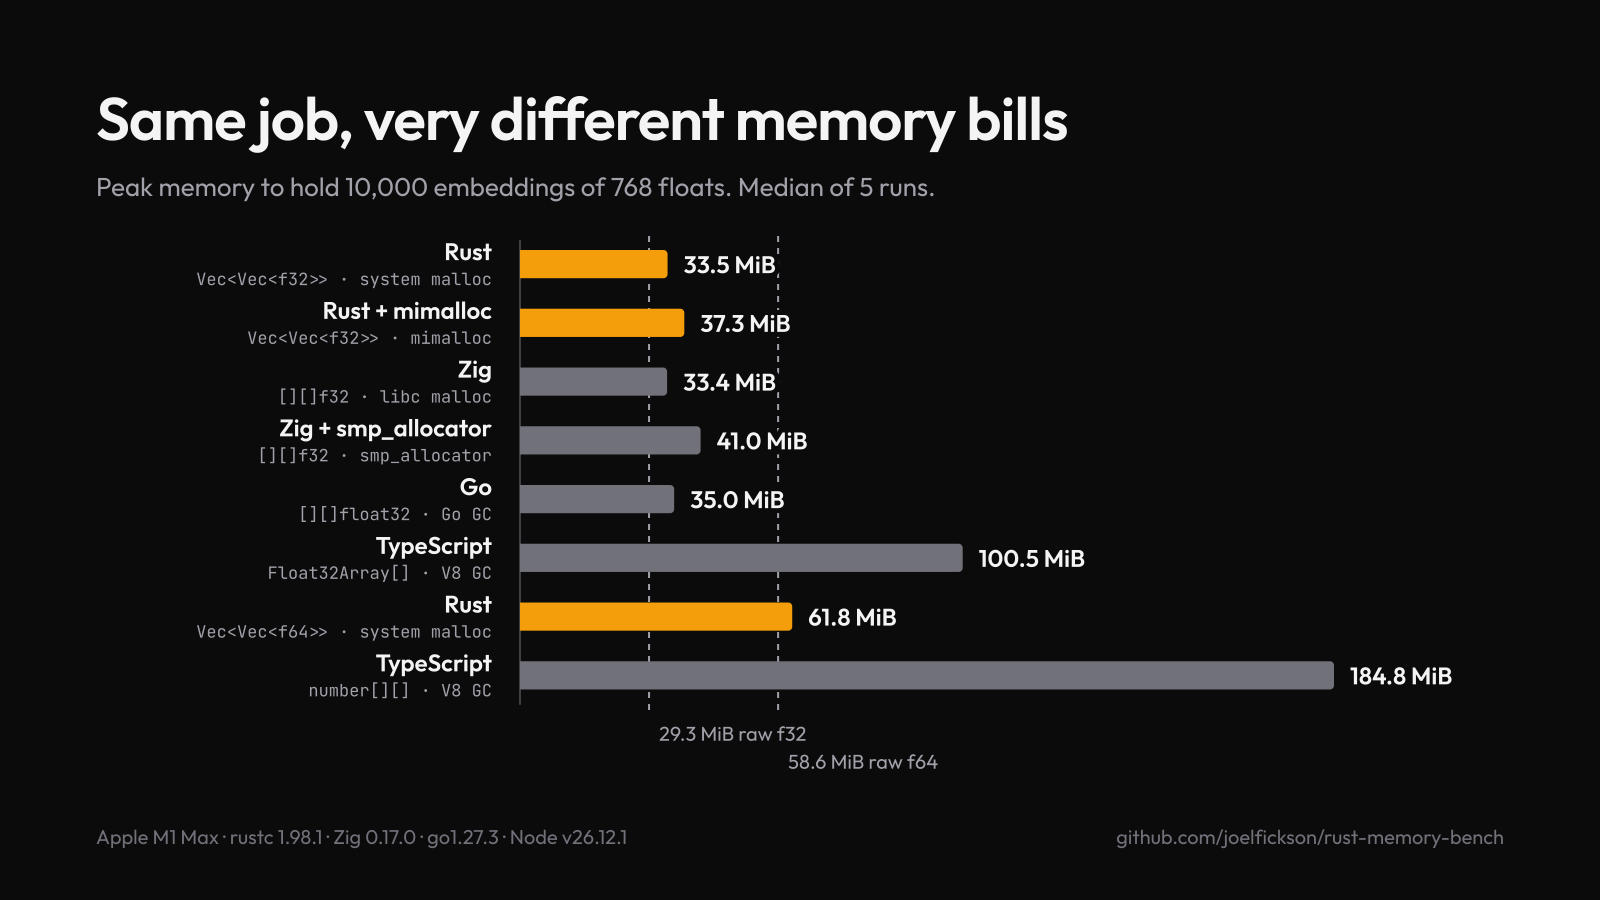 Same job, very different memory bills
Peak memory to hold 10,000 embeddings of 768 floats. Median of 5 runs.
Rust
Vec<Vec<f32>> · system malloc
33.5 MiB
Rust + mimalloc
Vec<Vec<f32>> · mimalloc
37.3 MiB
Zig
[][]f32 · libc malloc
33.4 MiB
Zig + smp_allocator
[][]f32 · smp_allocator
41.0 MiB
Go
[][]float32 · Go GC
35.0 MiB
TypeScript
Float32Array[] · V8 GC
100.5 MiB
Rust
Vec<Vec<f64>> · system malloc
61.8 MiB
TypeScript
number[][] · V8 GC
184.8 MiB
29.3 MiB raw f32
58.6 MiB raw f64
Apple M1 Max · rustc 1.98.1 · Zig 0.17.0 · go1.27.3 · Node v26.12.1
github.com/joelfickson/rust-memory-bench